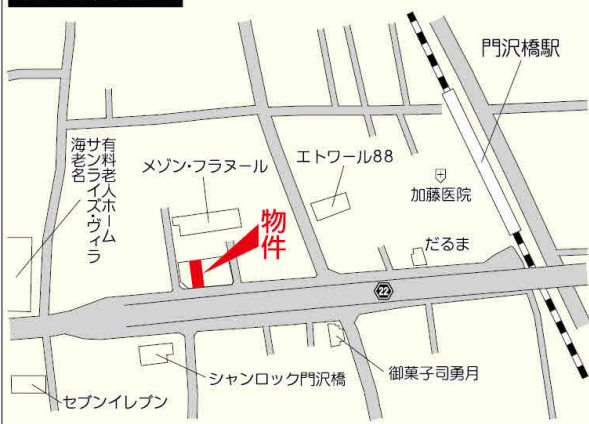 門沢橋駅
有料老人ホーム
サンライズ・ヴィラ
海老名
メゾン・フラヌール
エトワール88
加藤医院
物件
だるま
22
シャンロック門沢橋
御菓子司勇月
セブンイレブン